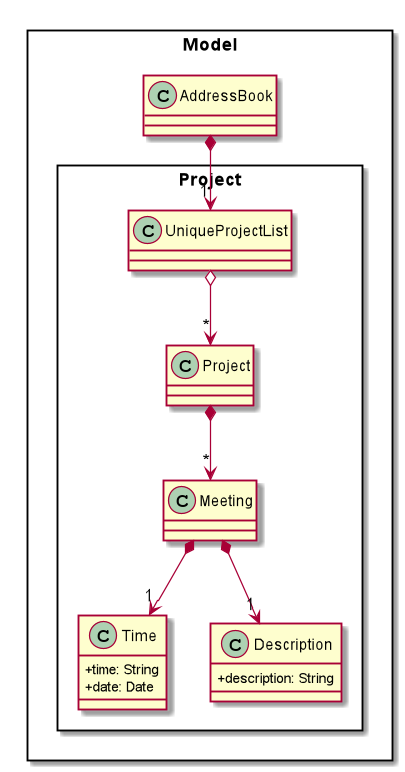 Model
C AddressBook
Project
1
C UniqueProjectList
*
C Project
*
C Meeting
1
1
C Time
+time: String
+date: Date
C Description
+description: String